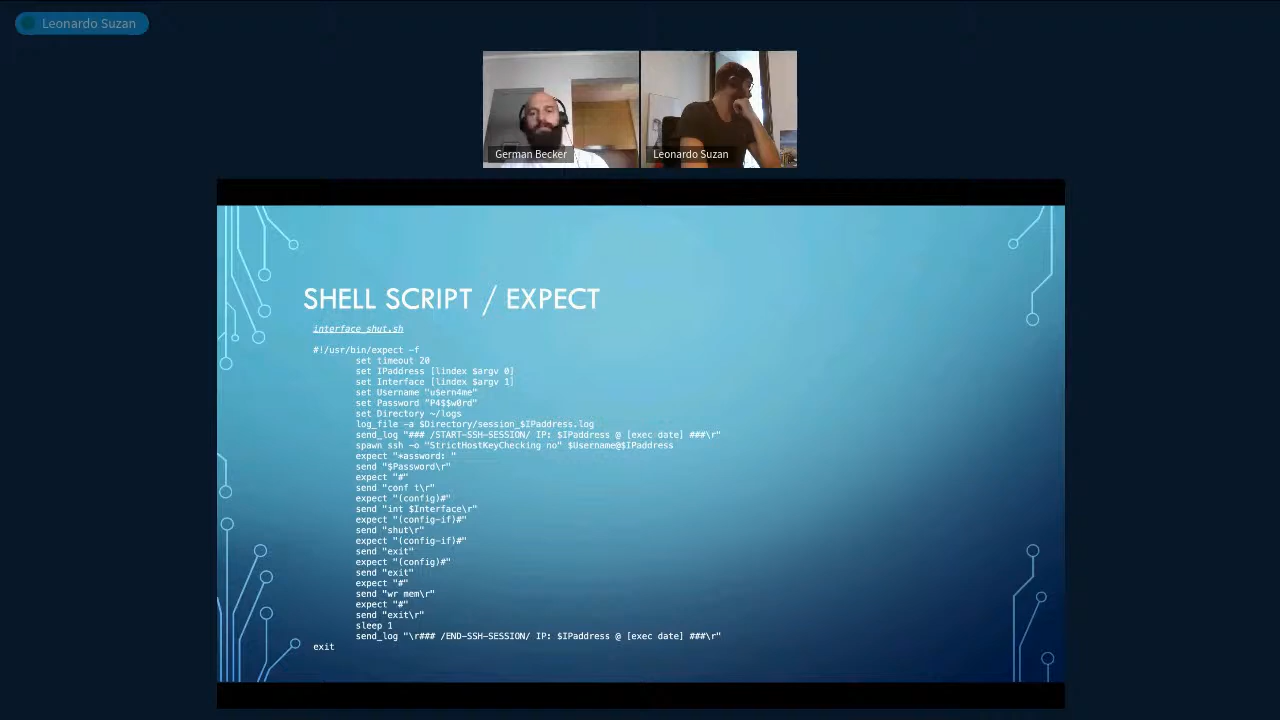 Leonardo Suzan
German Becker
Leonardo Suzan
SHELL SCRIPT / EXPECT
interface_shut.sh
#!/usr/bin/expect -f
set timeout 20
set IPaddress [lindex $argv 0]
set Interface [lindex $argv 1]
set Username "u$ern4me"
set Password "P4$$w0rd"
set Directory ~/logs
log_file -a $Directory/session_$IPaddress.log
send_log "### /START-SSH-SESSION/ IP: $IPaddress @ [exec date] ###\r"
spawn ssh -o "StrictHostKeyChecking no" $Username@$IPaddress
expect "*assword: "
send "$Password\r"
expect "#"
send "conf t\r"
expect "(config)#"
send "int $Interface\r"
expect "(config-if)#"
send "shut\r"
expect "(config-if)#"
send "exit"
expect "(config)#"
send "exit"
expect "#"
send "wr mem\r"
expect "#"
send "exit\r"
sleep 1
send_log "\r### /END-SSH-SESSION/ IP: $IPaddress @ [exec date] ###\r"
exit